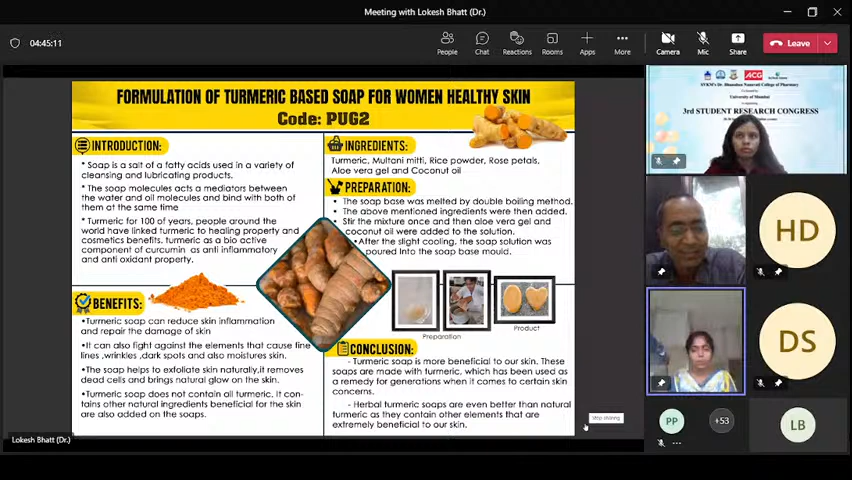 Meeting with Lokesh Bhatt (Dr.)
04:45:11
People
Chat
Reactions
Rooms
Apps
More
Camera
Mic
Share
Leave
FORMULATION OF TURMERIC BASED SOAP FOR WOMEN HEALTHY SKIN
Code: PUG2
INTRODUCTION:
* Soap is a salt of a fatty acids used in a variety of
cleansing and lubricating products.
* The soap molecules acts a mediators between
the water and oil molecules and bind with both of
them at the same time
* Turmeric for 100 of years, people around the
world have linked turmeric to healing property and
cosmetics benefits. turmeric as a bio active
component of curcumin as anti inflammatory
and anti oxidant property.
BENEFITS:
•Turmeric soap can reduce skin inflammation
and repair the damage of skin
•It can also fight against the elements that cause fine
lines ,wrinkles ,dark spots and also moistures skin.
•The soap helps to exfoliate skin naturally,it removes
dead cells and brings natural glow on the skin.
•Turmeric soap does not contain all turmeric. It con-
tains other natural ingredients beneficial for the skin
are also added on the soaps.
INGREDIENTS:
Turmeric, Multani mitti, Rice powder, Rose petals,
Aloe vera gel and Coconut oil
PREPARATION:
• The soap base was melted by double boiling method.
• The above mentioned ingredients were then added.
• Stir the mixture once and then aloe vera gel and
coconut oil were added to the solution.
•After the slight cooling, the soap solution was
poured into the soap base mould.
Preparation
Product
CONCLUSION:
- Turmeric soap is more beneficial to our skin. These
soaps are made with turmeric, which has been used as
a remedy for generations when it comes to certain skin
concerns.
- Herbal turmeric soaps are even better than natural
turmeric as they contain other elements that are
extremely beneficial to our skin.
Stop sharing
Lokesh Bhatt (Dr.)
ACG
SVKM's Dr. Bhanuben Nanavati College of Pharmacy
University of Mumbai
3rd STUDENT RESEARCH CONGRESS
HD
DS
PP
+53
LB